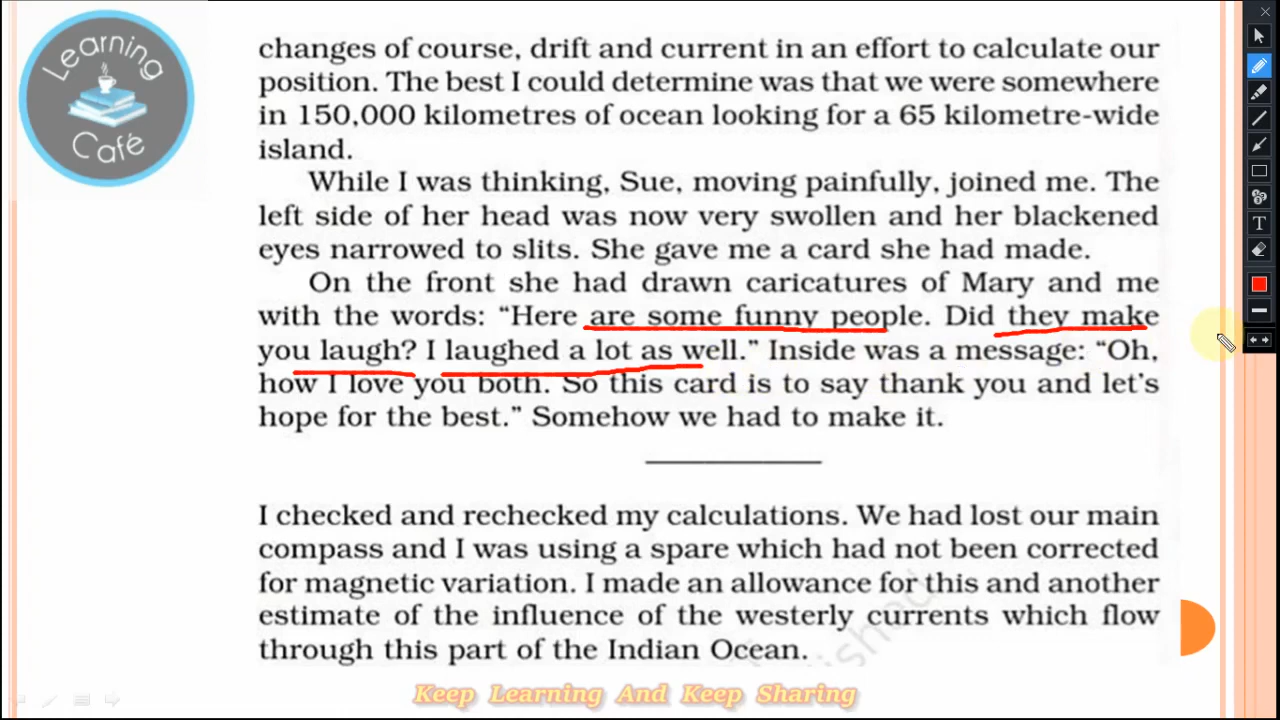 Learning
Café
changes of course, drift and current in an effort to calculate our
position. The best I could determine was that we were somewhere
in 150,000 kilometres of ocean looking for a 65 kilometre-wide
island.
While I was thinking, Sue, moving painfully, joined me. The
left side of her head was now very swollen and her blackened
eyes narrowed to slits. She gave me a card she had made.
On the front she had drawn caricatures of Mary and me
with the words: “Here are some funny people. Did they make
you laugh? I laughed a lot as well.” Inside was a message: “Oh,
how I love you both. So this card is to say thank you and let’s
hope for the best.” Somehow we had to make it.
I checked and rechecked my calculations. We had lost our main
compass and I was using a spare which had not been corrected
for magnetic variation. I made an allowance for this and another
estimate of the influence of the westerly currents which flow
through this part of the Indian Ocean.
Keep Learning And Keep Sharing
T